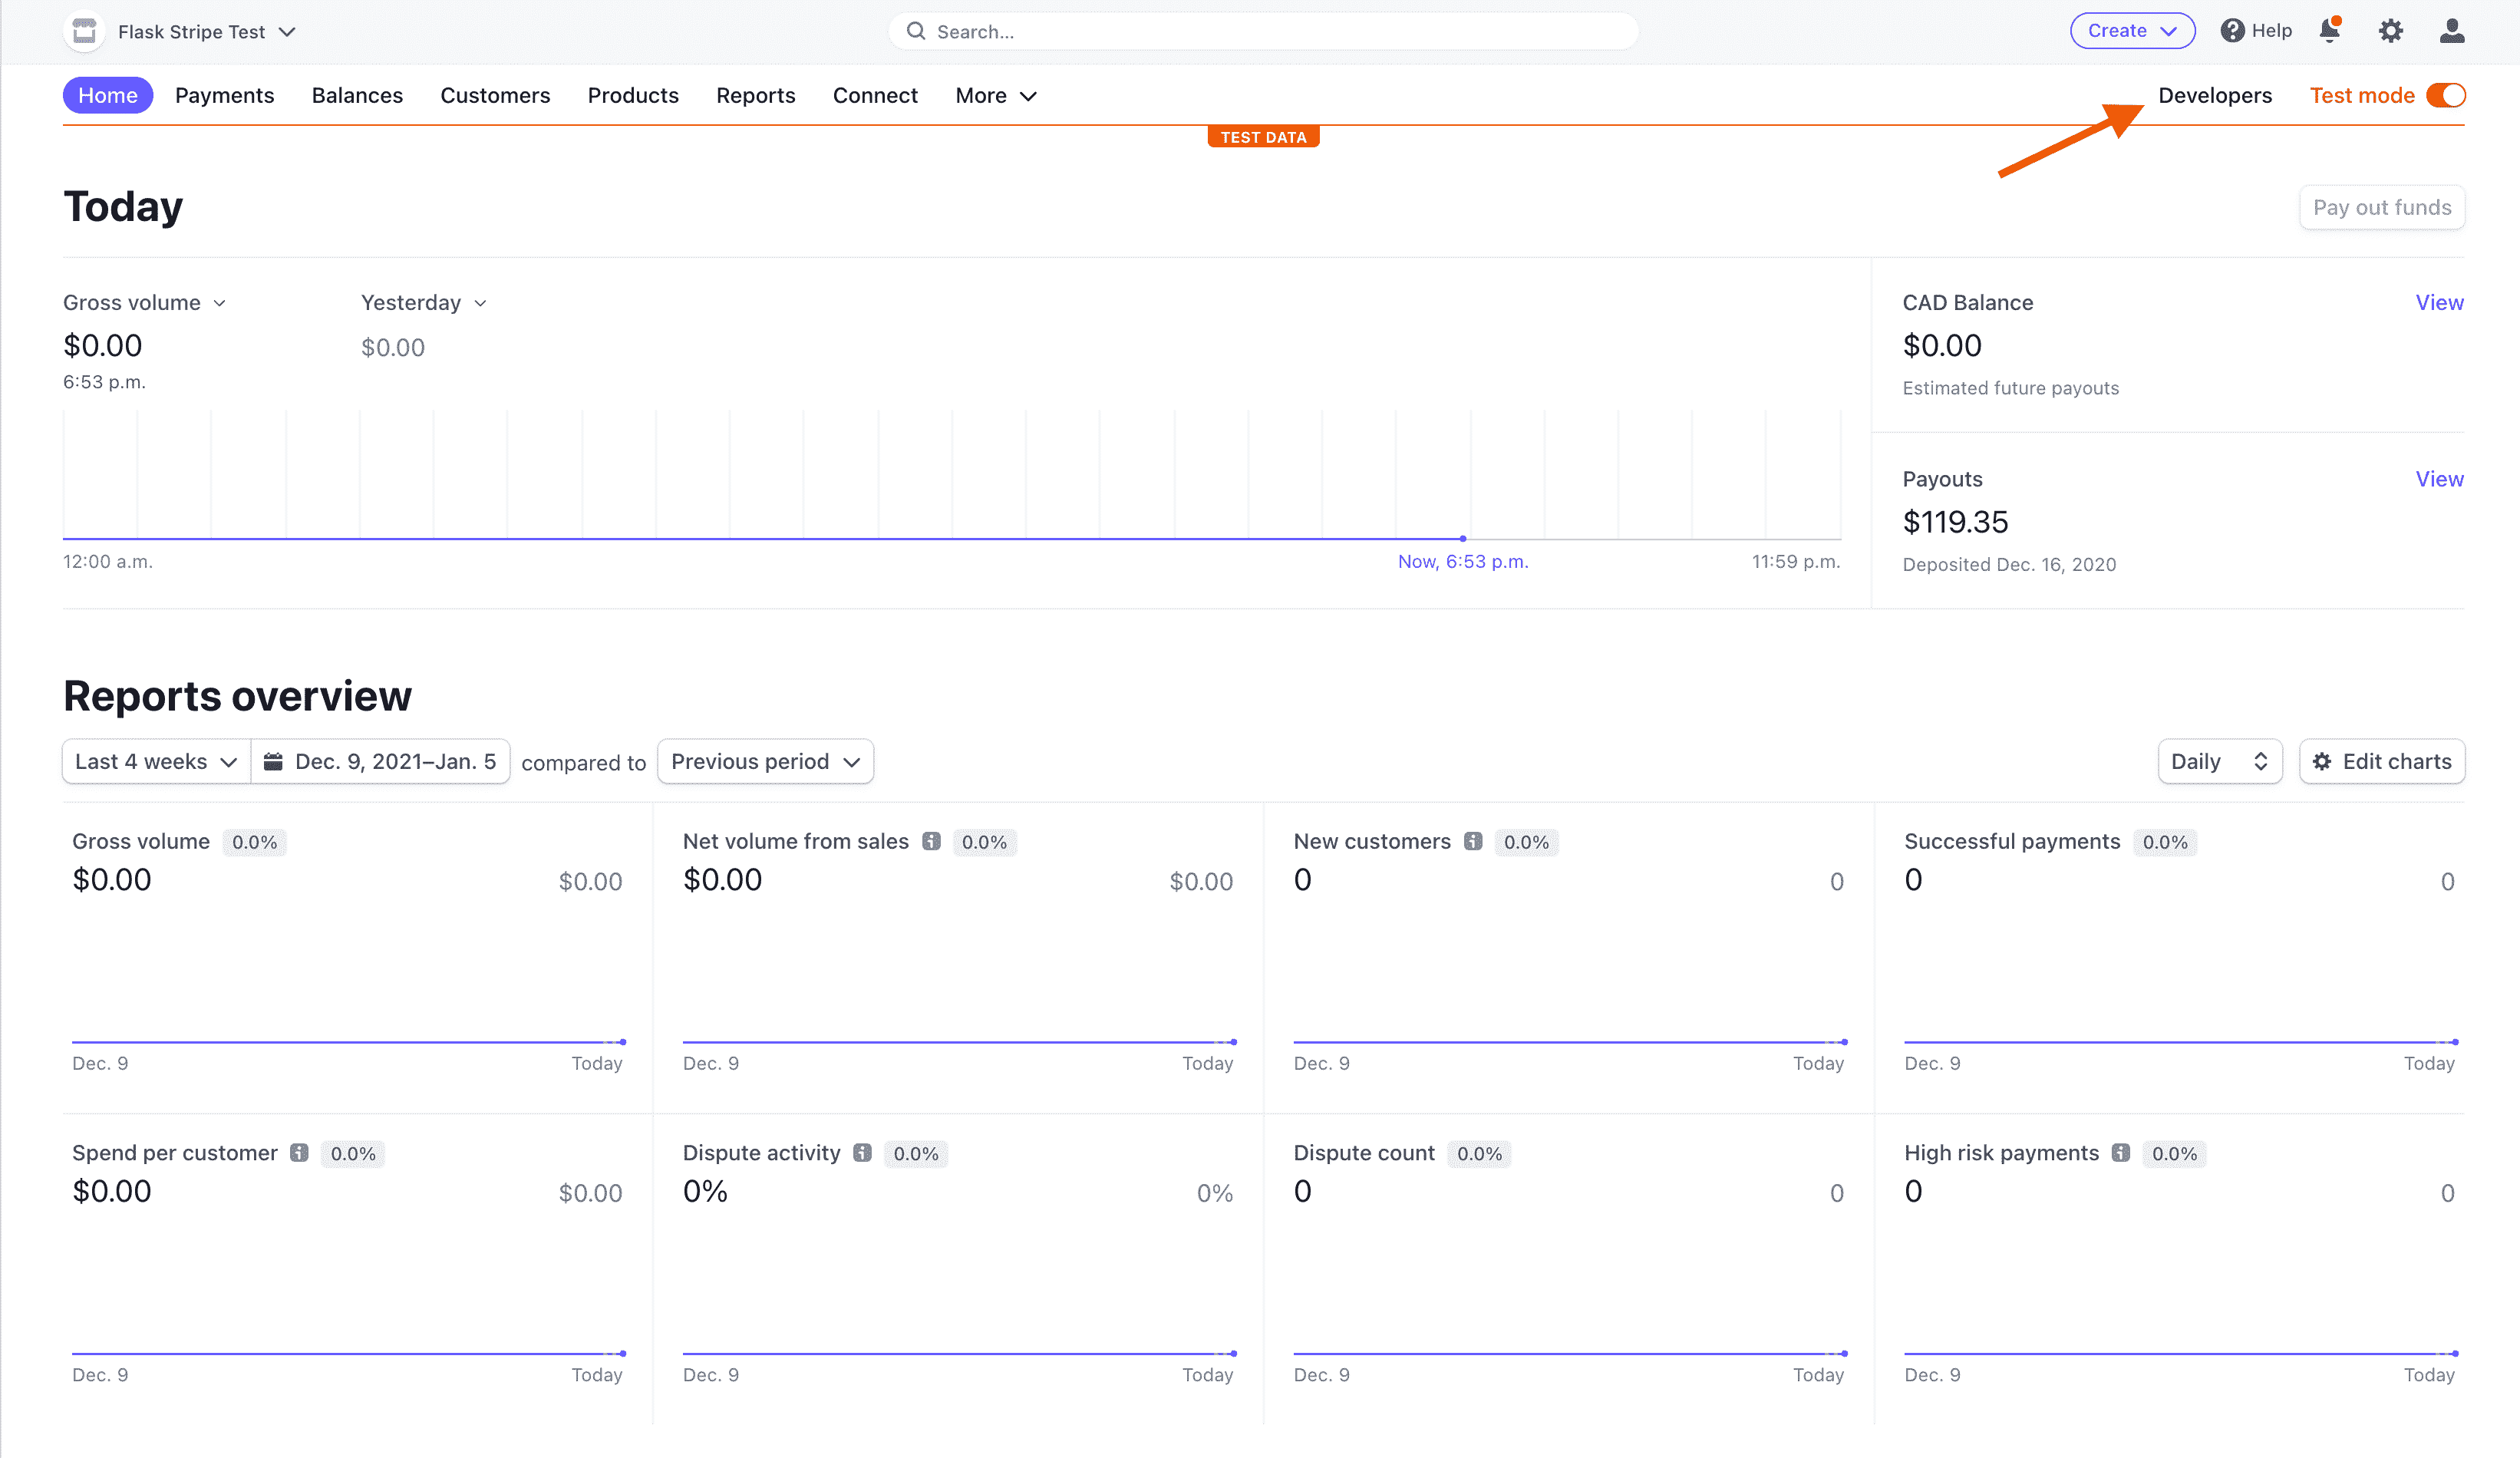 Flask Stripe Test
Search...
Create
Help
Home Payments Balances Customers Products Reports Connect More
Developers Test mode
TEST DATA
Today
Pay out funds
Gross volume Yesterday
$0.00 $0.00
6:53 p.m.
12:00 a.m. Now, 6:53 p.m. 11:59 p.m.
CAD Balance View
$0.00
Estimated future payouts
Payouts View
$119.35
Deposited Dec. 16, 2020
Reports overview
Last 4 weeks Dec. 9, 2021–Jan. 5 compared to Previous period
Daily Edit charts
Gross volume 0.0%
$0.00 $0.00
Dec. 9 Today
Net volume from sales 0.0%
$0.00 $0.00
Dec. 9 Today
New customers 0.0%
0 0
Dec. 9 Today
Successful payments 0.0%
0 0
Dec. 9 Today
Spend per customer 0.0%
$0.00 $0.00
Dec. 9 Today
Dispute activity 0.0%
0% 0%
Dec. 9 Today
Dispute count 0.0%
0 0
Dec. 9 Today
High risk payments 0.0%
0 0
Dec. 9 Today